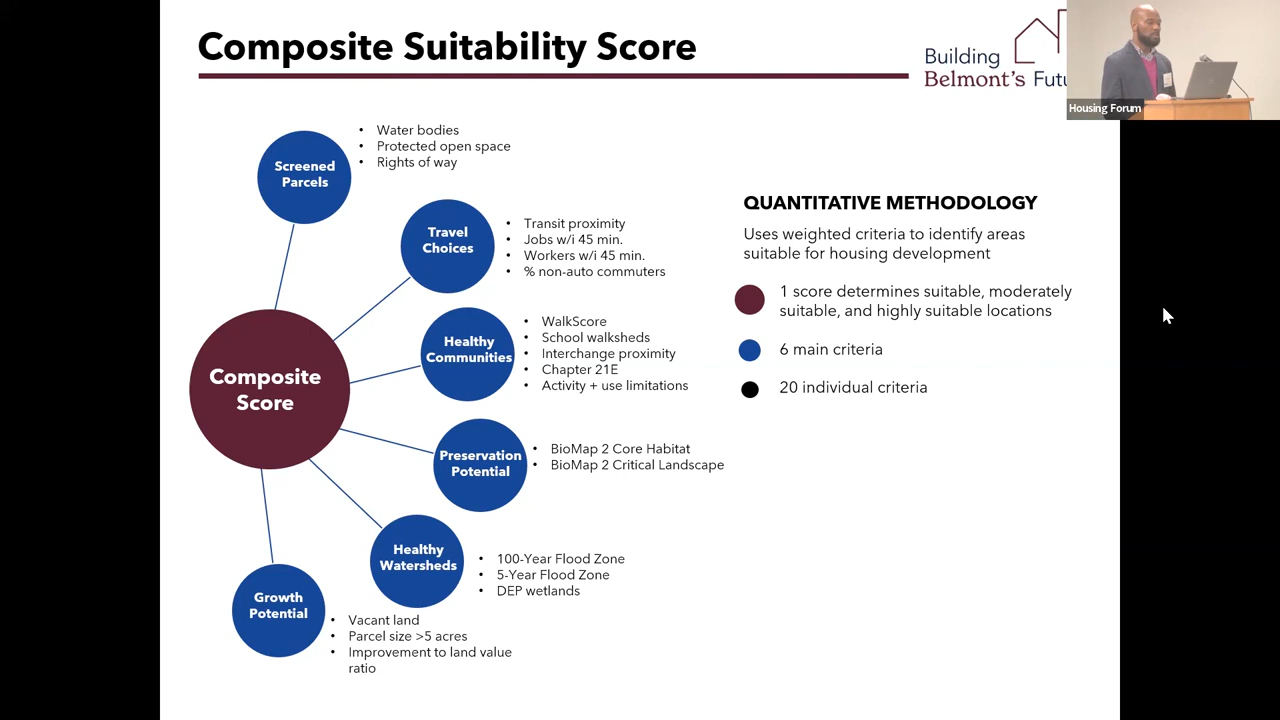 Composite Suitability Score
Building
Belmont's Futu
Housing Forum
Screened
Parcels
• Water bodies
• Protected open space
• Rights of way
Travel
Choices
• Transit proximity
• Jobs w/i 45 min.
• Workers w/i 45 min.
• % non-auto commuters
Healthy
Communities
• WalkScore
• School walksheds
• Interchange proximity
• Chapter 21E
• Activity + use limitations
Composite
Score
Preservation
Potential
• BioMap 2 Core Habitat
• BioMap 2 Critical Landscape
Healthy
Watersheds
• 100-Year Flood Zone
• 5-Year Flood Zone
• DEP wetlands
Growth
Potential
• Vacant land
• Parcel size >5 acres
• Improvement to land value
ratio
QUANTITATIVE METHODOLOGY
Uses weighted criteria to identify areas
suitable for housing development
1 score determines suitable, moderately
suitable, and highly suitable locations
6 main criteria
20 individual criteria